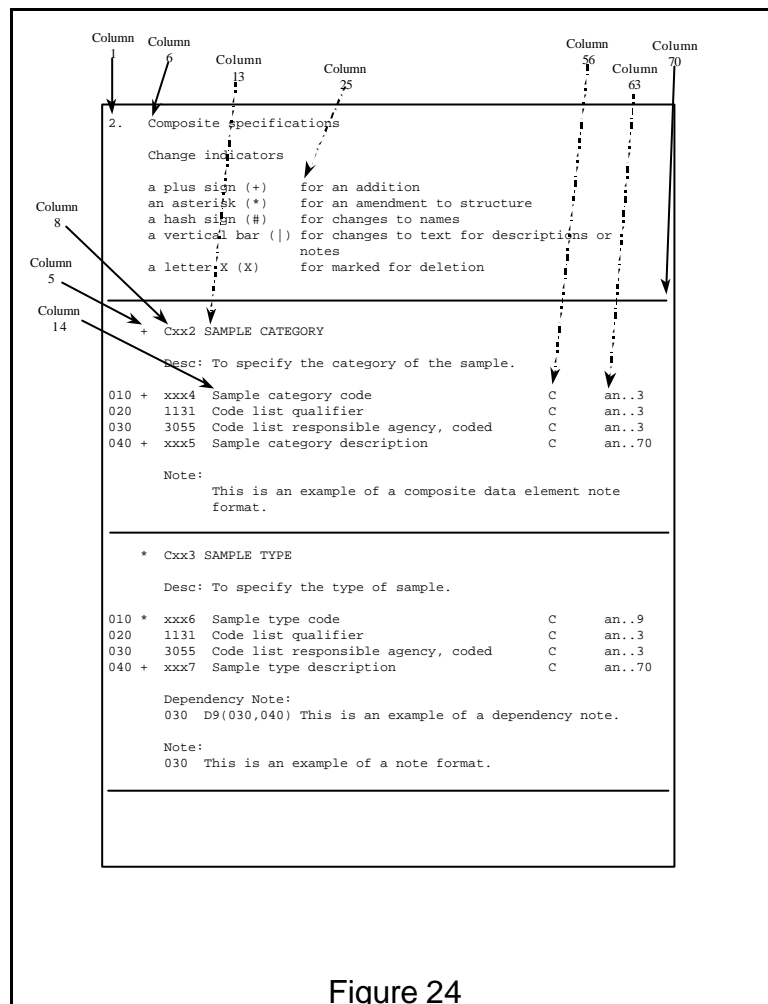 Column 1
Column 6
Column 13
Column 25
Column 56
Column 63
Column 70
2.   Composite specifications
Change indicators
a plus sign (+)     for an addition
an asterisk (*)     for an amendment to structure
a hash sign (#)     for changes to names
a vertical bar (|) for changes to text for descriptions or
notes
a letter X (X)      for marked for deletion
Column 8
Column 5
Column 14
+  Cxx2 SAMPLE CATEGORY
Desc: To specify the category of the sample.
010 +  xxx4  Sample category code                       C      an..3
020    1131  Code list qualifier                        C      an..3
030    3055  Code list responsible agency, coded        C      an..3
040 +  xxx5  Sample category description                C      an..70
Note:
This is an example of a composite data element note
format.
*  Cxx3 SAMPLE TYPE
Desc: To specify the type of sample.
010 *  xxx6  Sample type code                           C      an..9
020    1131  Code list qualifier                        C      an..3
030    3055  Code list responsible agency, coded        C      an..3
040 +  xxx7  Sample type description                    C      an..70
Dependency Note:
030  D9(030,040) This is an example of a dependency note.
Note:
030  This is an example of a note format.
Figure 24